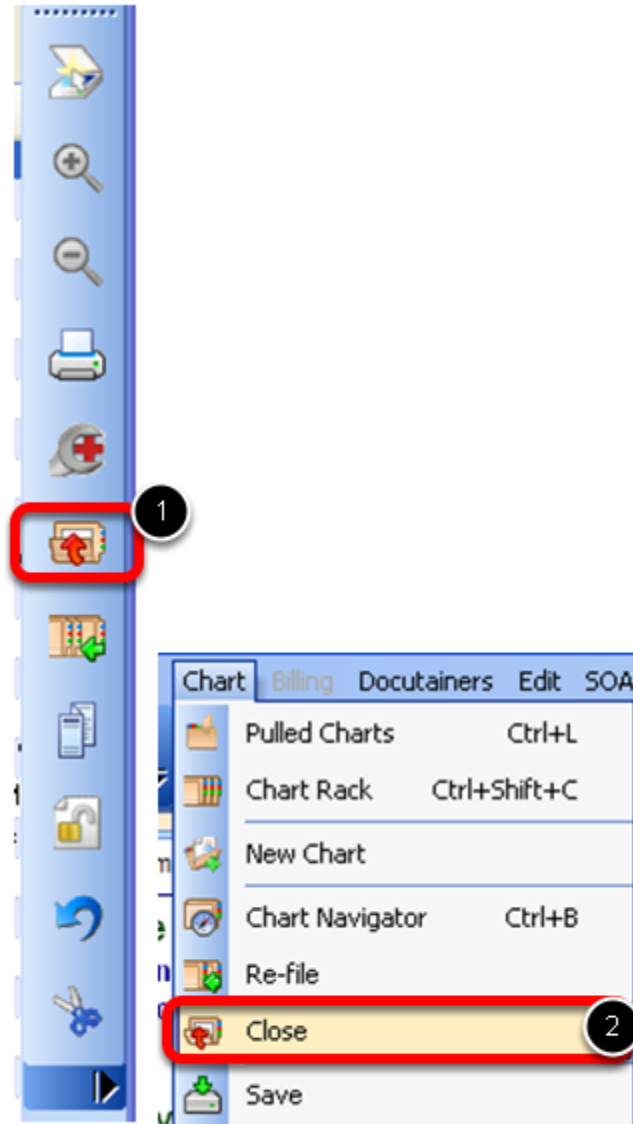 1
Chart Billing Docutainers Edit SOA
Pulled Charts Ctrl+L
Chart Rack Ctrl+Shift+C
New Chart
Chart Navigator Ctrl+B
Re-file
Close 2
Save